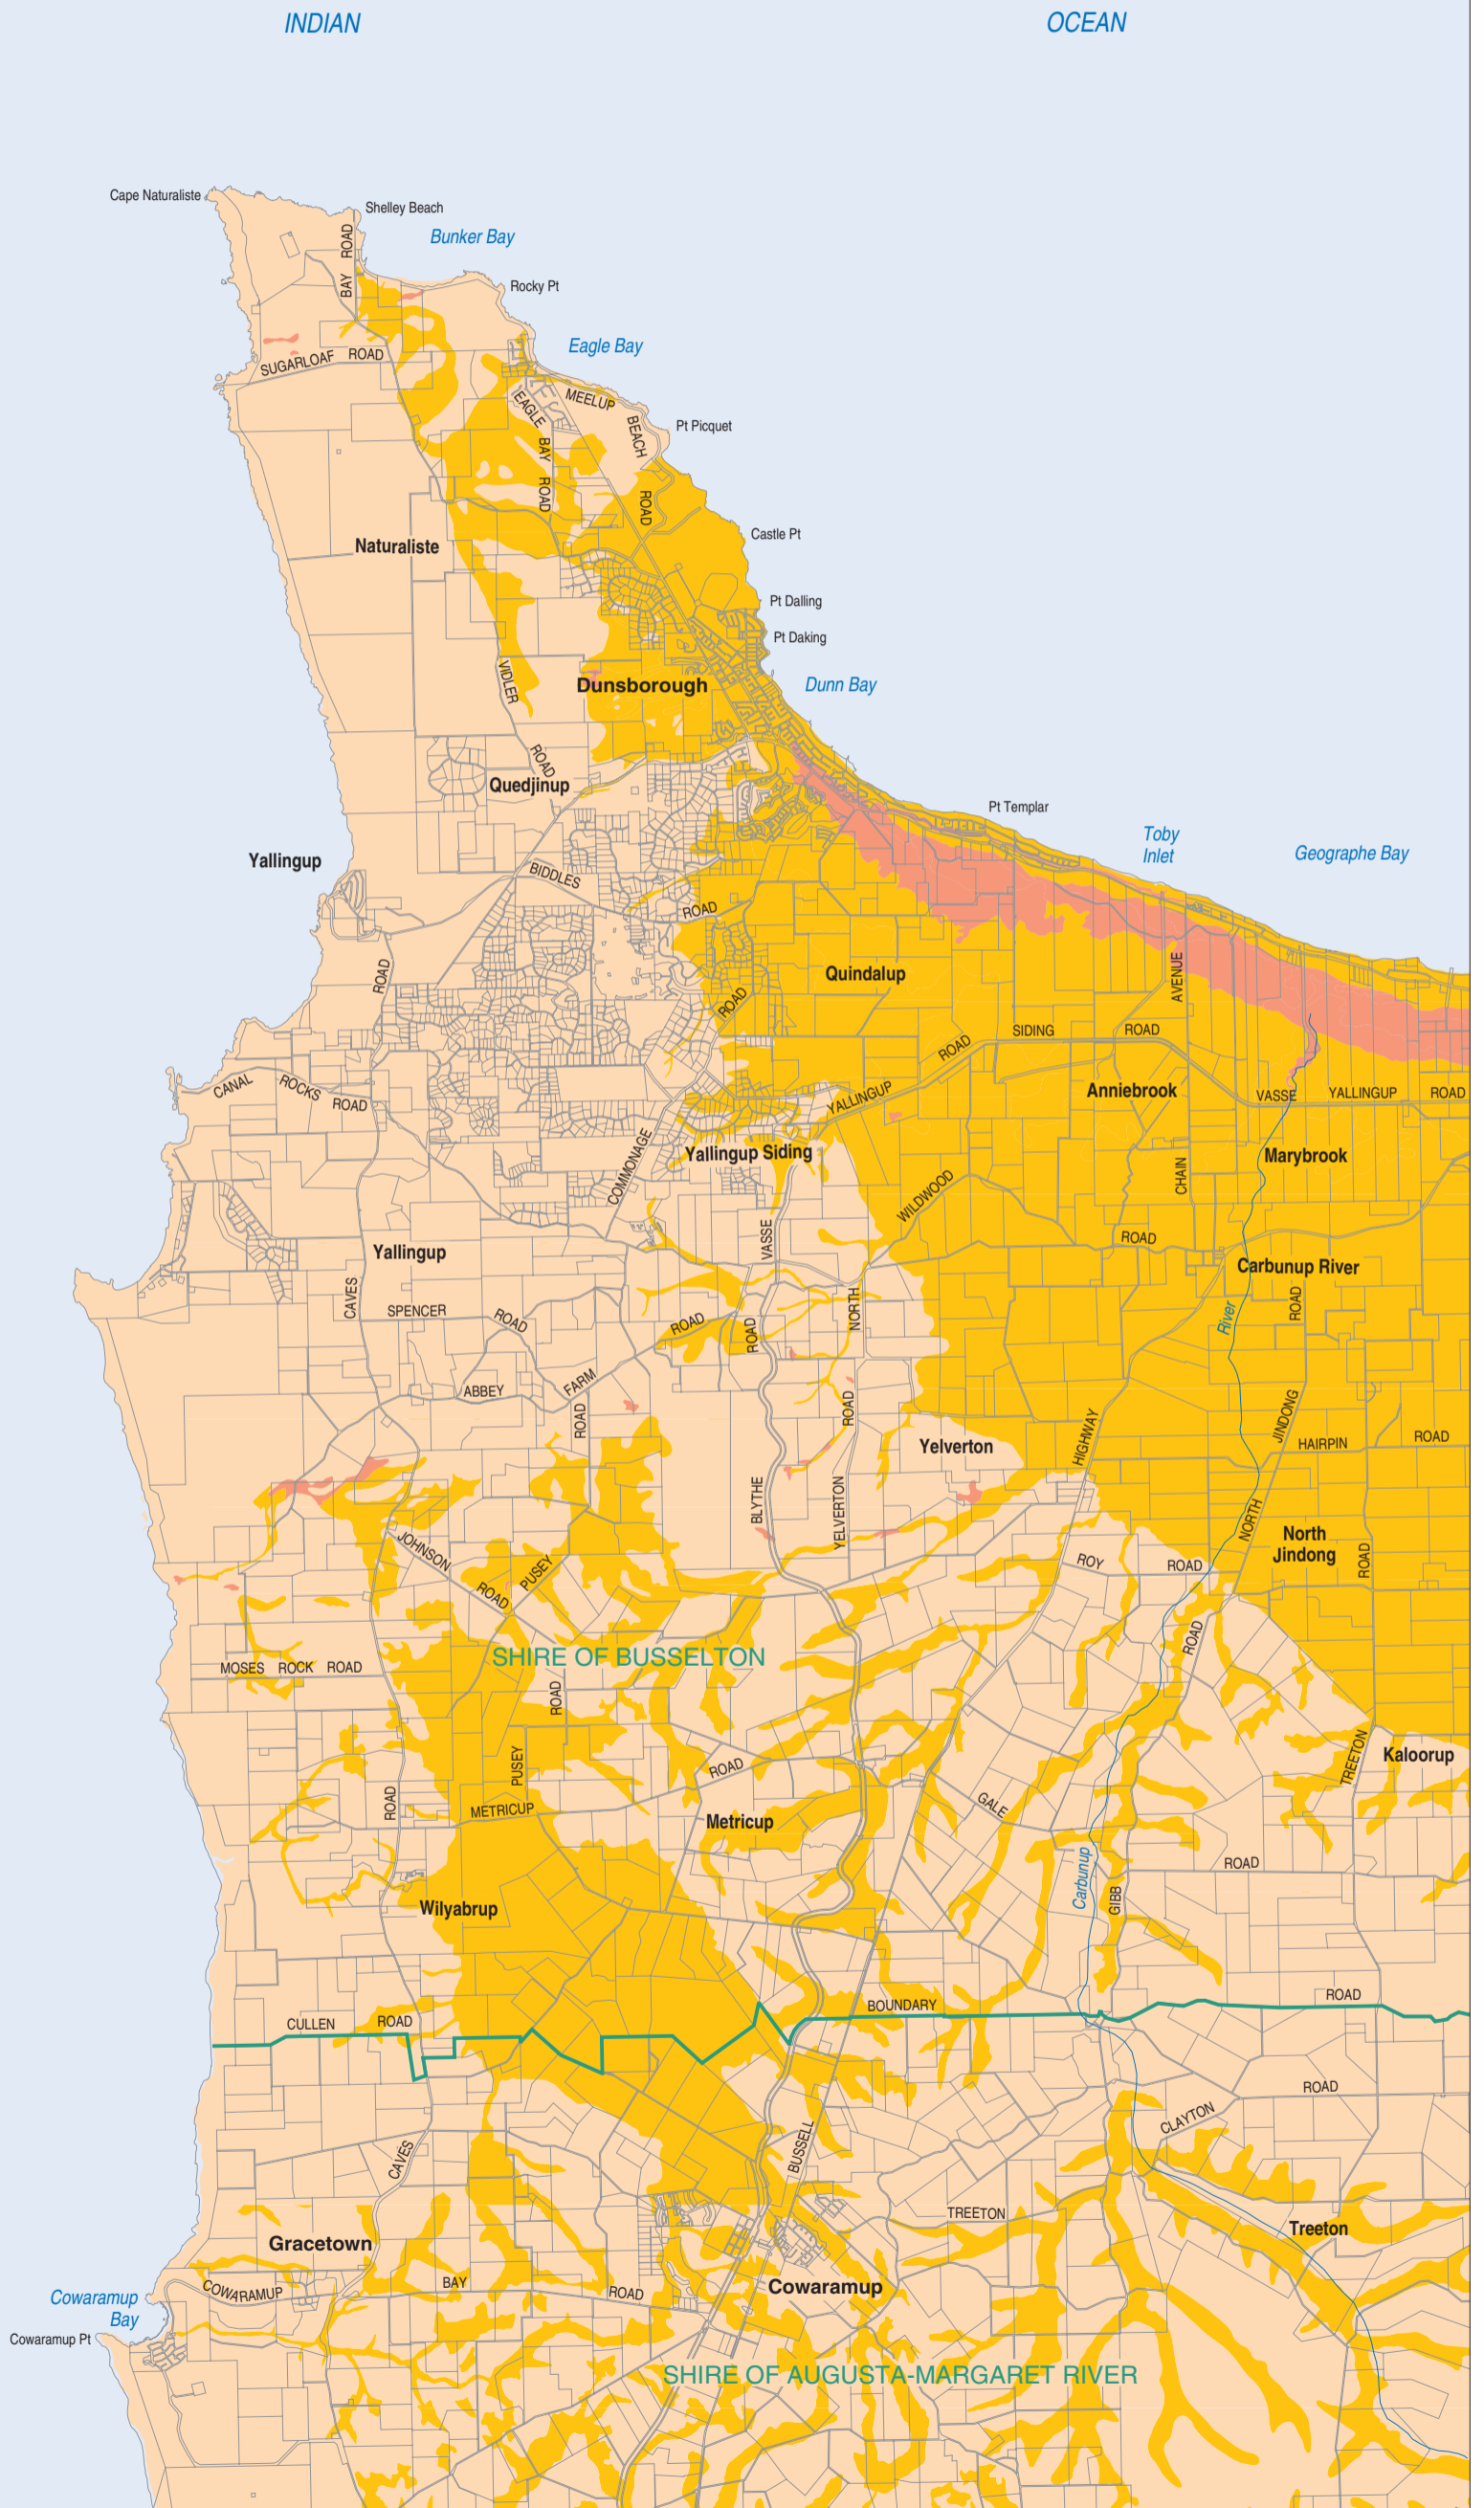 INDIAN
OCEAN
Cape Naturaliste
Shelley Beach
Bunker Bay
ROAD
BAY
Rocky Pt
Eagle Bay
SUGARLOAF ROAD
MEELUP
EAGLE
BEACH
Pt Picquet
BAY
ROAD
ROAD
Castle Pt
Naturaliste
Pt Dalling
Pt Daking
VIDLER
Dunsborough
Dunn Bay
ROAD
Quedjinup
Pt Templar
Toby
Inlet
Geographe Bay
Yallingup
BIDDLES
ROAD
ROAD
Quindalup
AVENUE
ROAD
SIDING
ROAD
ROAD
CANAL
ROCKS
ROAD
YALLINGUP
Anniebrook
VASSE
YALLINGUP
ROAD
Yallingup Siding
COMMONAGE
Marybrook
CHAIN
WILDWOOD
Yallingup
VASSE
ROAD
Carbunup River
CAVES
SPENCER
ROAD
ROAD
ROAD
NORTH
River
ROAD
ABBEY
FARM
ROAD
ROAD
JINDONG
HIGHWAY
Yelverton
HAIRPIN
ROAD
BLYTHE
YELVERTON
NORTH
North
Jindong
JOHNSON
ROAD
PUSEY
ROY
ROAD
ROAD
SHIRE OF BUSSELTON
ROAD
MOSES ROCK ROAD
ROAD
PUSEY
ROAD
TREETON
Kaloorup
ROAD
METRICUP
Metricup
GALE
Carbunup
ROAD
GIBB
Wilyabrup
BOUNDARY
ROAD
CULLEN
ROAD
CAVES
BUSSELL
CLAYTON
ROAD
TREETON
Treeton
Gracetown
COWARAMUP
BAY
ROAD
Cowaramup
Cowaramup
Bay
Cowaramup Pt
SHIRE OF AUGUSTA-MARGARET RIVER